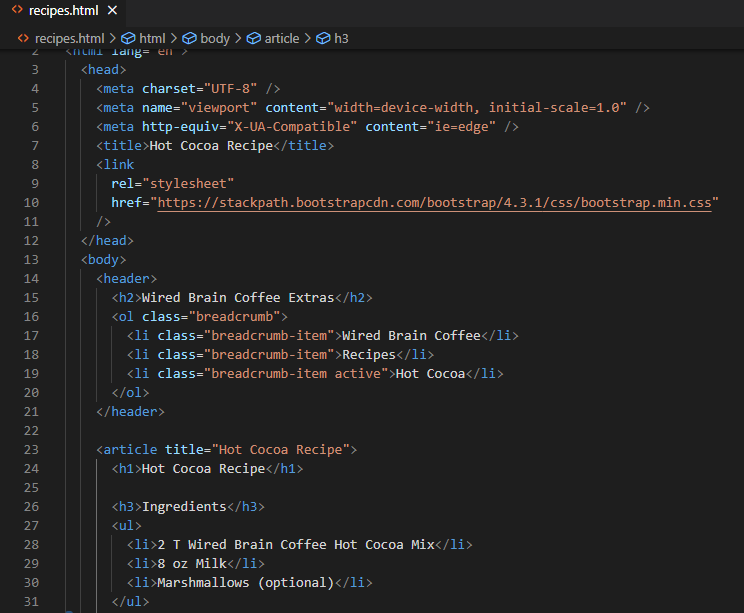 recipes.html
recipes.html > html > body > article > h3
2 <html lang="en">
3 <head>
4 <meta charset="UTF-8" />
5 <meta name="viewport" content="width=device-width, initial-scale=1.0" />
6 <meta http-equiv="X-UA-Compatible" content="ie=edge" />
7 <title>Hot Cocoa Recipe</title>
8 <link
9 rel="stylesheet"
10 href="https://stackpath.bootstrapcdn.com/bootstrap/4.3.1/css/bootstrap.min.css"
11 />
12 </head>
13 <body>
14 <header>
15 <h2>Wired Brain Coffee Extras</h2>
16 <ol class="breadcrumb">
17 <li class="breadcrumb-item">Wired Brain Coffee</li>
18 <li class="breadcrumb-item">Recipes</li>
19 <li class="breadcrumb-item active">Hot Cocoa</li>
20 </ol>
21 </header>
22
23 <article title="Hot Cocoa Recipe">
24 <h1>Hot Cocoa Recipe</h1>
25
26 <h3>Ingredients</h3>
27 <ul>
28 <li>2 T Wired Brain Coffee Hot Cocoa Mix</li>
29 <li>8 oz Milk</li>
30 <li>Marshmallows (optional)</li>
31 </ul>